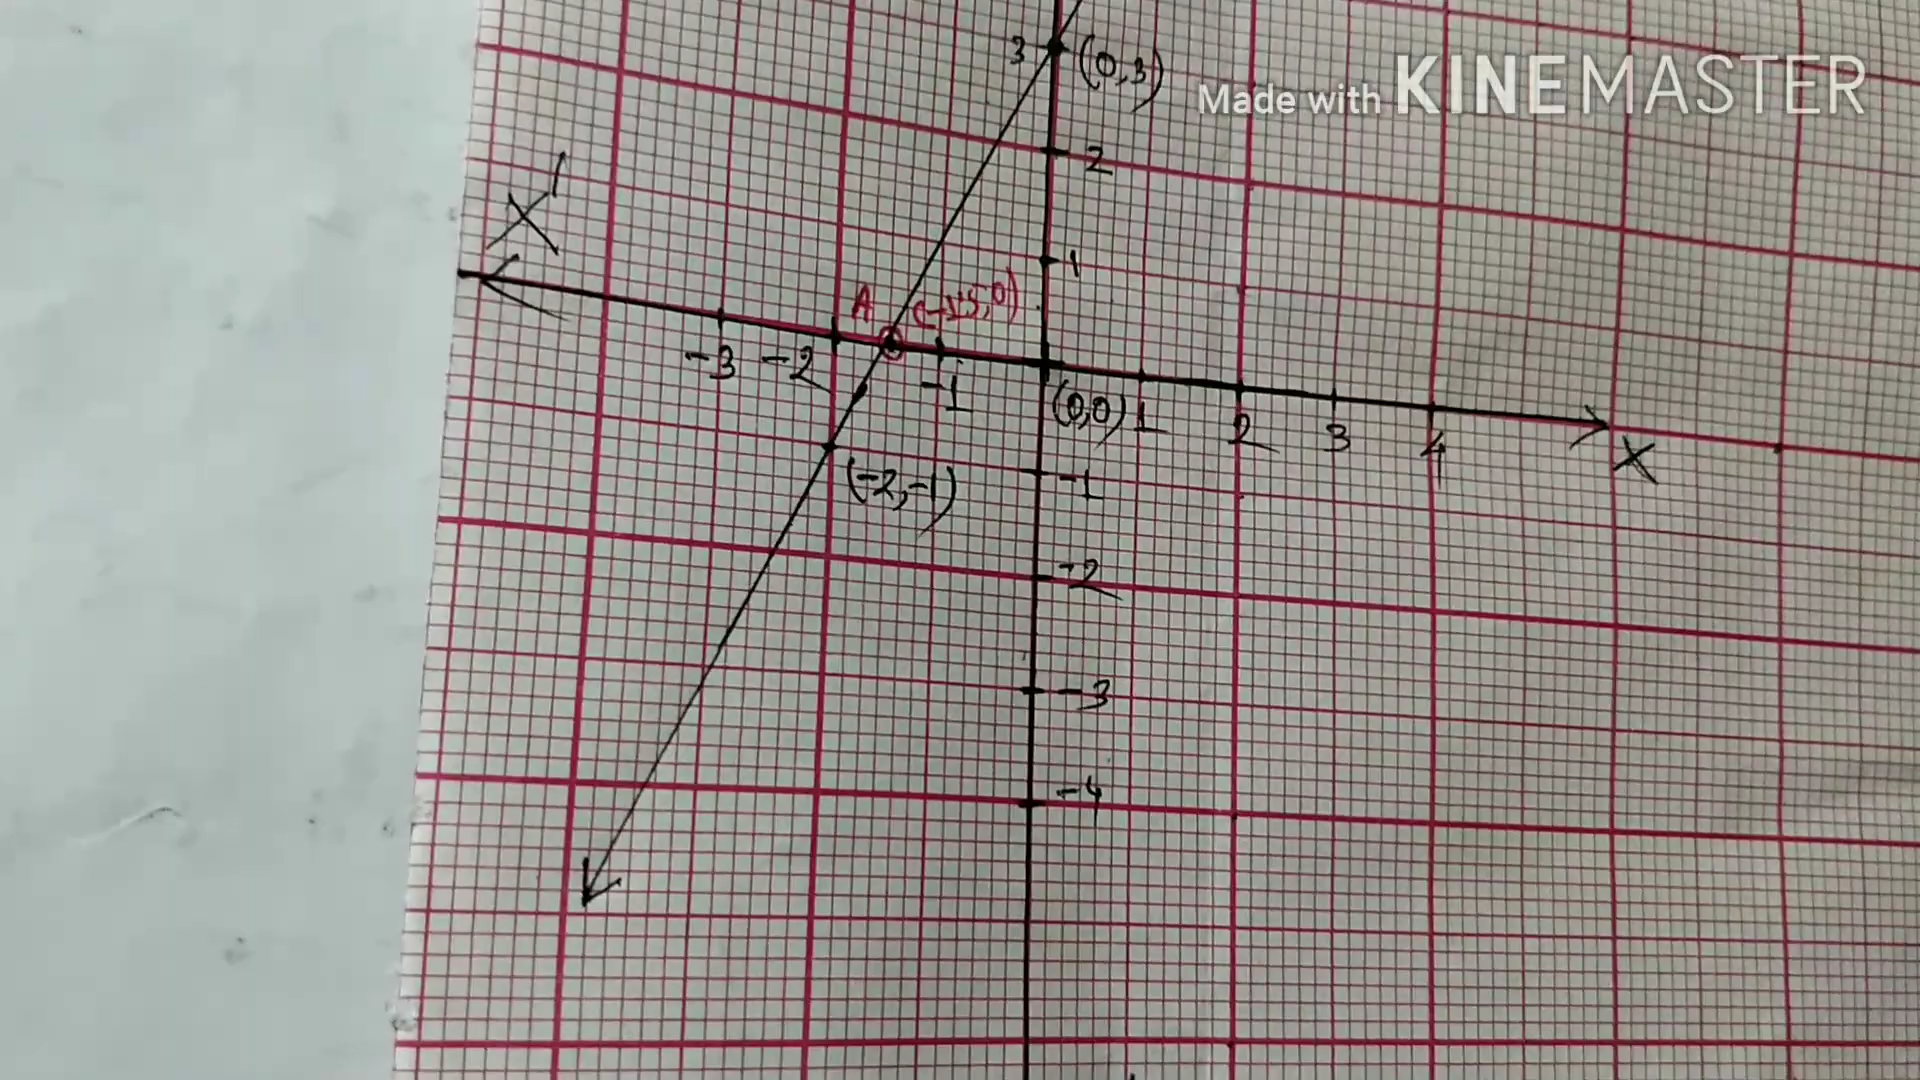 3 (0,3)
Made with KINEMASTER
2
X'
1
A (-1.5,0)
-3 -2 -1 (0,0) 1 2 3 4 X
(-2,-1) -1
-2
-3
-4